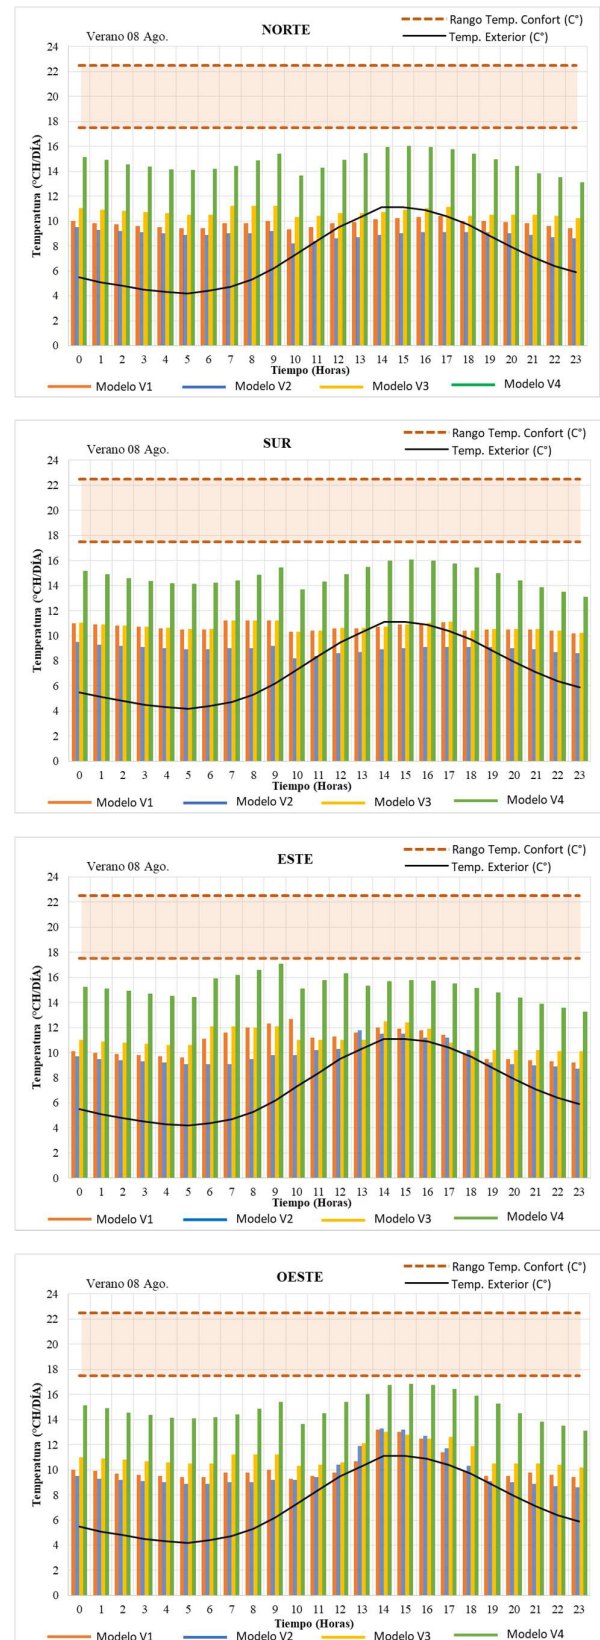 NORTE
Verano 08 Ago.
Rango Temp. Confort (C°)
Temp. Exterior (C°)
Temperatura (°CH/DÍA)
24
22
20
18
16
14
12
10
8
6
4
2
0
0 1 2 3 4 5 6 7 8 9 10 11 12 13 14 15 16 17 18 19 20 21 22 23
Tiempo (Horas)
Modelo V1 Modelo V2 Modelo V3 Modelo V4
SUR
Verano 08 Ago.
Rango Temp. Confort (C°)
Temp. Exterior (C°)
Temperatura (°CH/DÍA)
24
22
20
18
16
14
12
10
8
6
4
2
0
0 1 2 3 4 5 6 7 8 9 10 11 12 13 14 15 16 17 18 19 20 21 22 23
Tiempo (Horas)
Modelo V1 Modelo V2 Modelo V3 Modelo V4
ESTE
Verano 08 Ago.
Rango Temp. Confort (C°)
Temp. Exterior (C°)
Temperatura (°CH/DÍA)
24
22
20
18
16
14
12
10
8
6
4
2
0
0 1 2 3 4 5 6 7 8 9 10 11 12 13 14 15 16 17 18 19 20 21 22 23
Tiempo (Horas)
Modelo V1 Modelo V2 Modelo V3 Modelo V4
OESTE
Verano 08 Ago.
Rango Temp. Confort (C°)
Temp. Exterior (C°)
Temperatura (°CH/DÍA)
24
22
20
18
16
14
12
10
8
6
4
2
0
0 1 2 3 4 5 6 7 8 9 10 11 12 13 14 15 16 17 18 19 20 21 22 23
Tiempo (Horas)
Modelo V1 Modelo V2 Modelo V3 Modelo V4